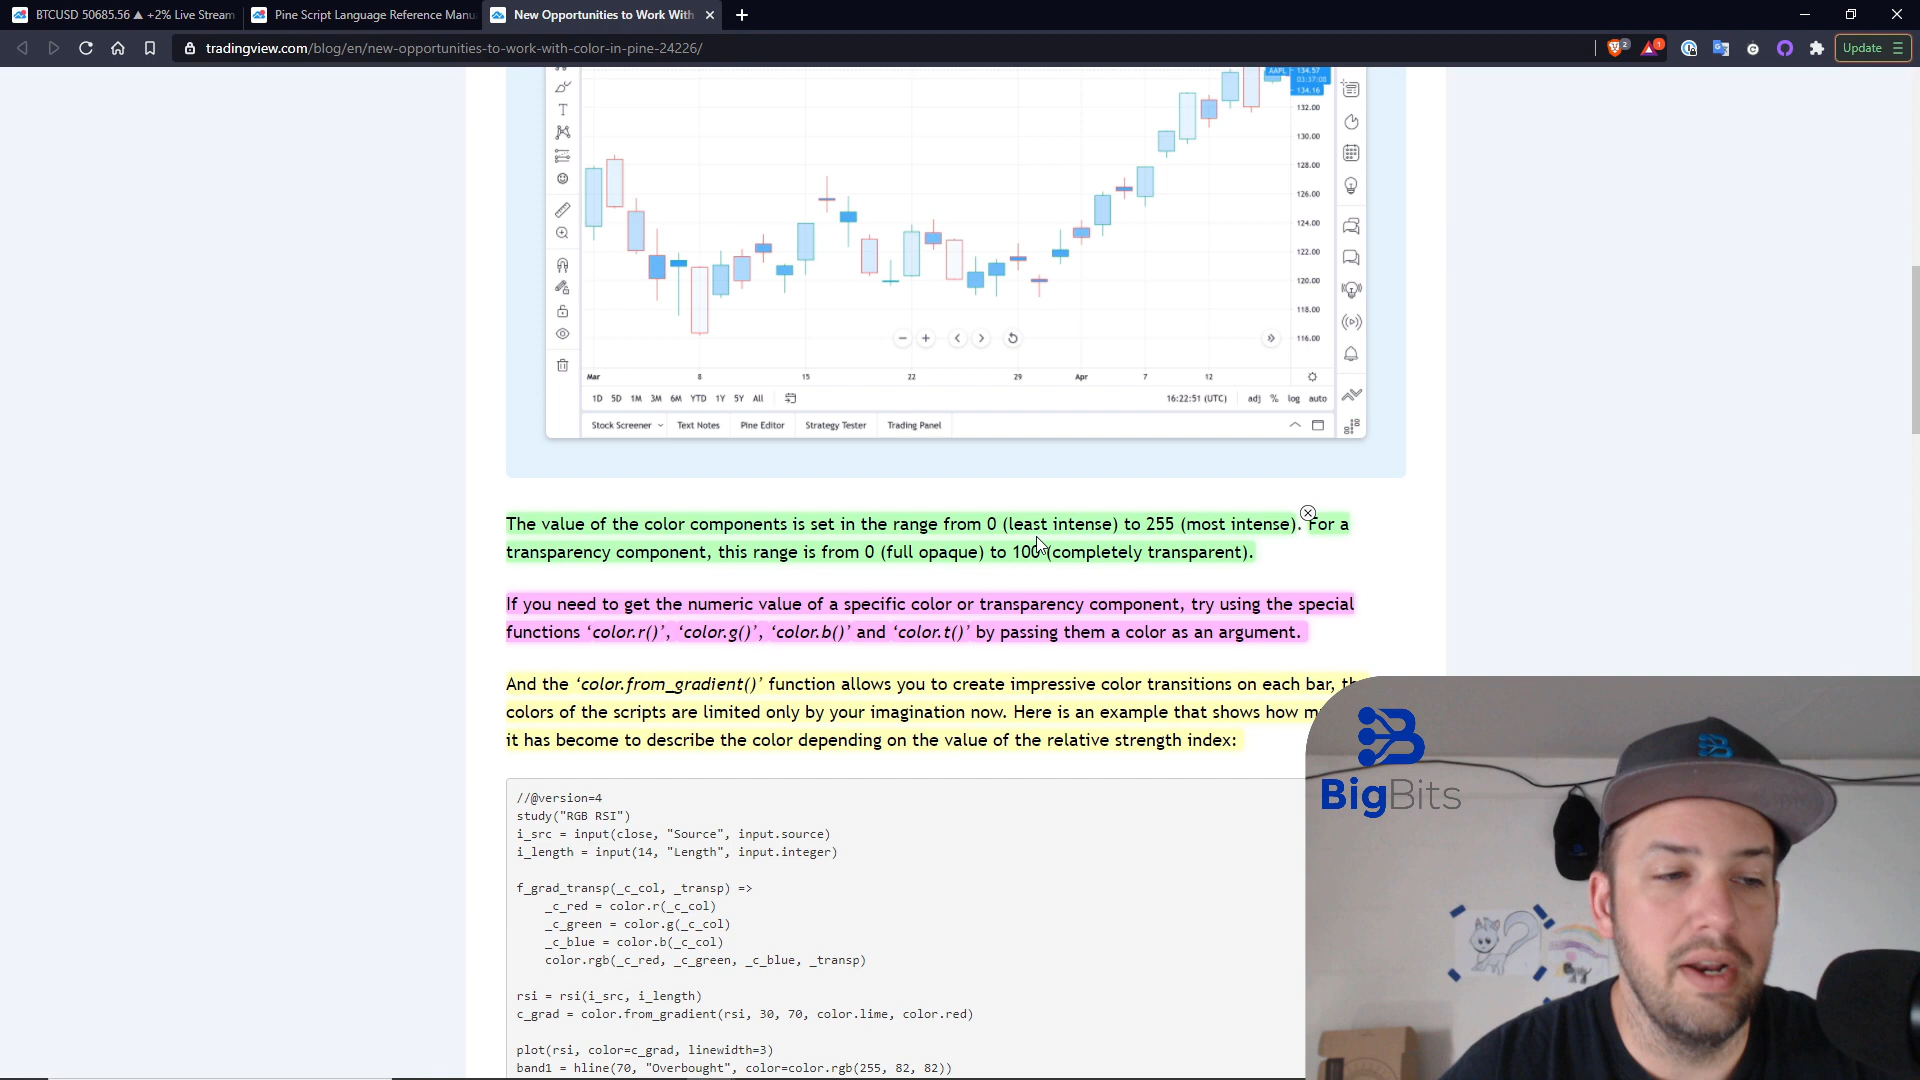 BTCUSD 50685.56 ▲ +2% Live Stream
Pine Script Language Reference Manu
New Opportunities to Work With
tradingview.com/blog/en/new-opportunities-to-work-with-color-in-pine-24226/
2
1
Update
AAPL
134.57
03:37:08
134.16
132.00
130.00
128.00
126.00
124.00
122.00
120.00
118.00
116.00
Mar 8 15 22 29 Apr 7 12
1D 5D 1M 3M 6M YTD 1Y 5Y All 16:22:51 (UTC) adj % log auto
Stock Screener Text Notes Pine Editor Strategy Tester Trading Panel
The value of the color components is set in the range from 0 (least intense) to 255 (most intense). For a
transparency component, this range is from 0 (full opaque) to 100 (completely transparent).
If you need to get the numeric value of a specific color or transparency component, try using the special
functions ‘color.r()’, ‘color.g()’, ‘color.b()’ and ‘color.t()’ by passing them a color as an argument.
And the ‘color.from_gradient()’ function allows you to create impressive color transitions on each bar,
colors of the scripts are limited only by your imagination now. Here is an example that shows how
it has become to describe the color depending on the value of the relative strength index:
//@version=4
study("RGB RSI")
i_src = input(close, "Source", input.source)
i_length = input(14, "Length", input.integer)
f_grad_transp(_c_col, _transp) =>
_c_red = color.r(_c_col)
_c_green = color.g(_c_col)
_c_blue = color.b(_c_col)
color.rgb(_c_red, _c_green, _c_blue, _transp)
rsi = rsi(i_src, i_length)
c_grad = color.from_gradient(rsi, 30, 70, color.lime, color.red)
plot(rsi, color=c_grad, linewidth=3)
band1 = hline(70, "Overbought", color=color.rgb(255, 82, 82))
BigBits